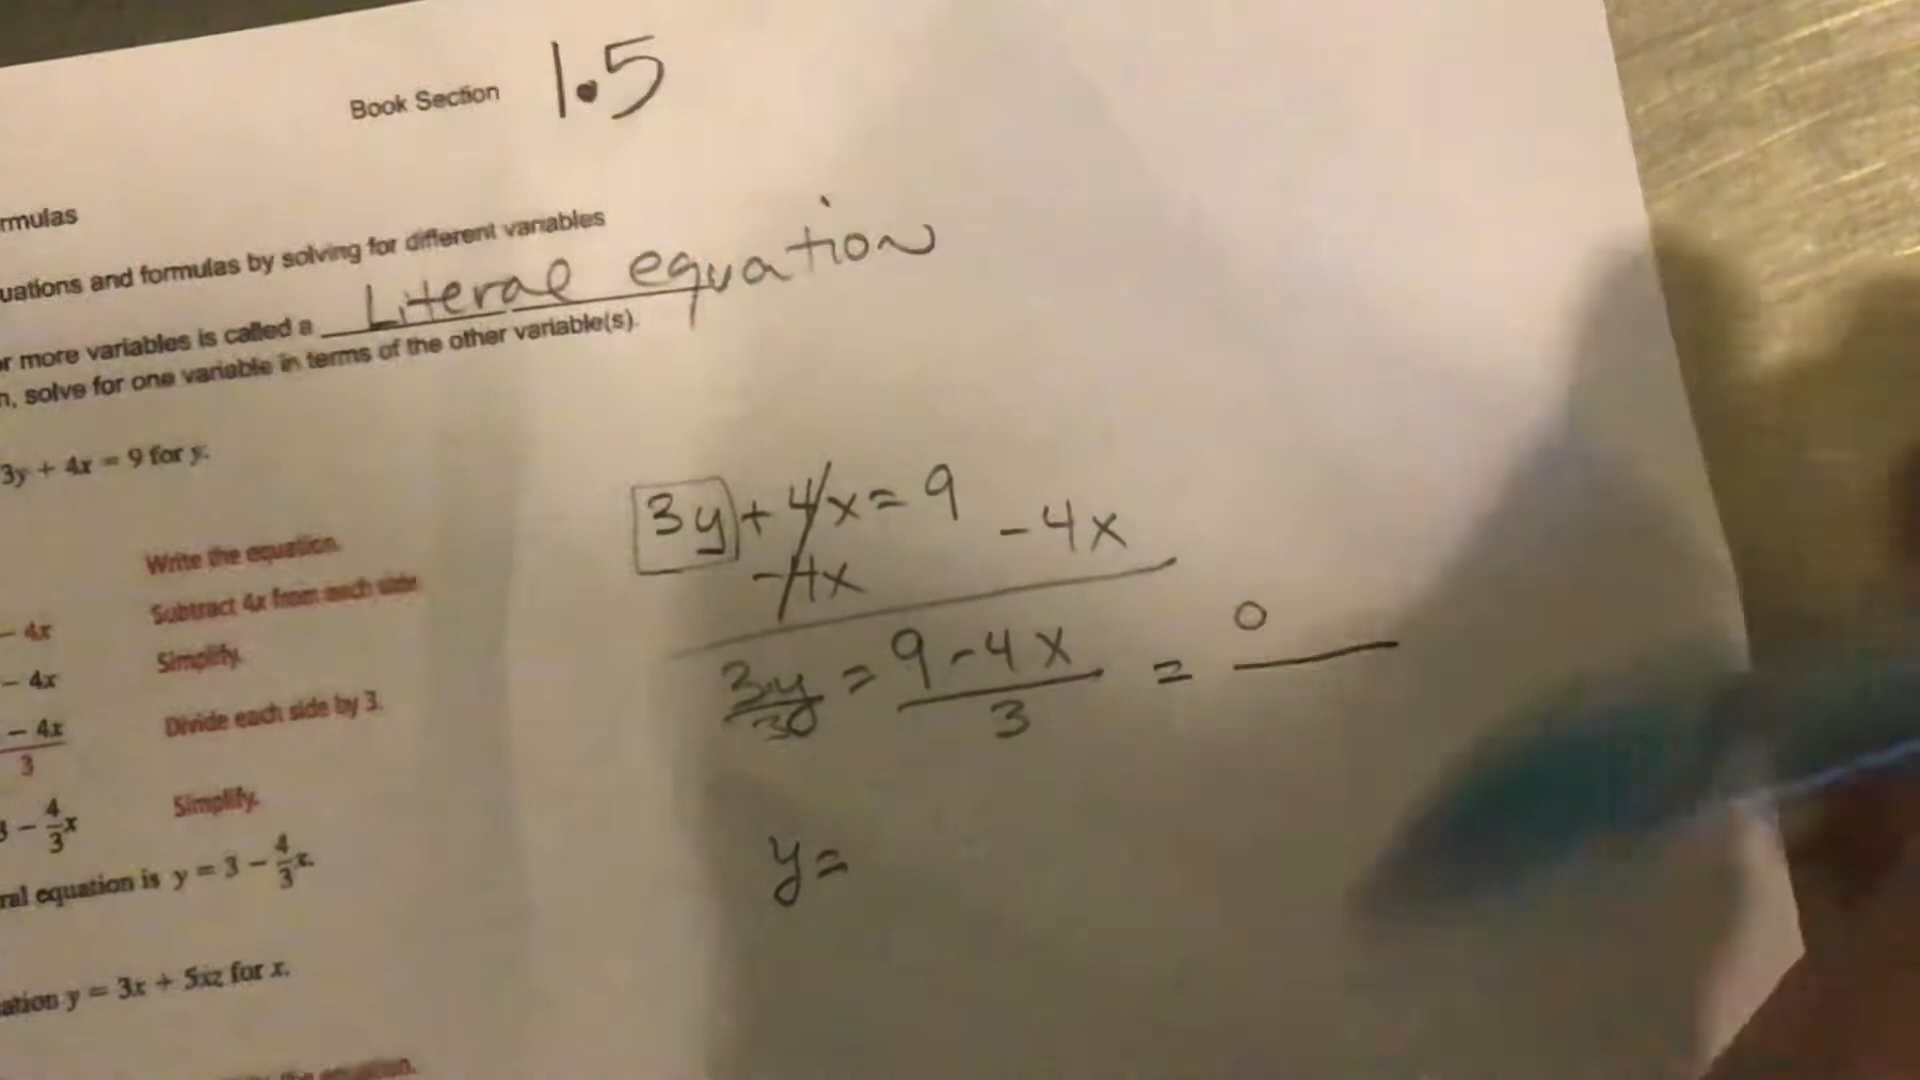 Book Section 1.5
rmulas
uations and formulas by solving for different variables
or more variables is called a Literal equation
n, solve for one variable in terms of the other variable(s).
3y + 4x = 9 for y.
3y + 4x = 9 - 4x
-4x
Write the equation.
- 4x Subtract 4x from each side
- 4x Simplify.
3y/3 = 9 - 4x/3 = 0
- 4x/3 Divide each side by 3.
3 - 4/3x Simplify.
y =
ral equation is y = 3 - 4/3x.
ation y = 3x + 5xz for x.
the equation.